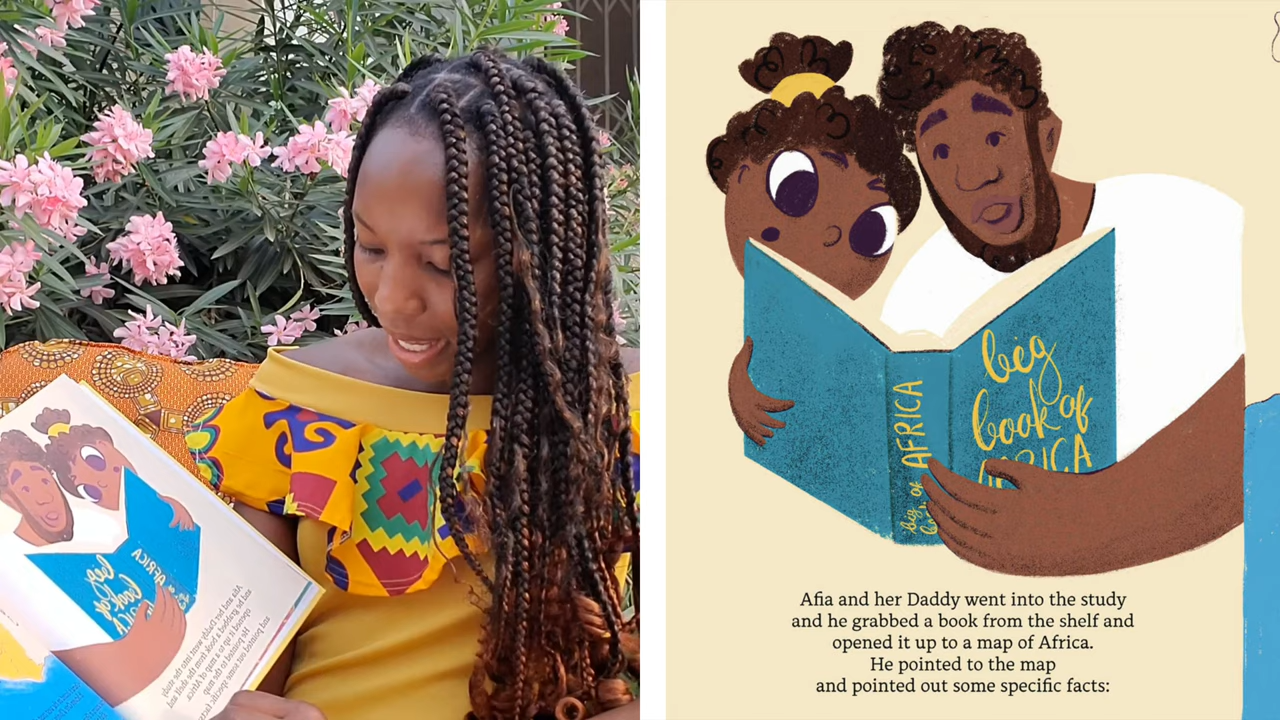 big
book of
AFRICA
big
of
AFRICA
Afia and her Daddy went into the study
and he grabbed a book from the shelf and
opened it up to a map of Africa.
He pointed to the map
and pointed out some specific facts: